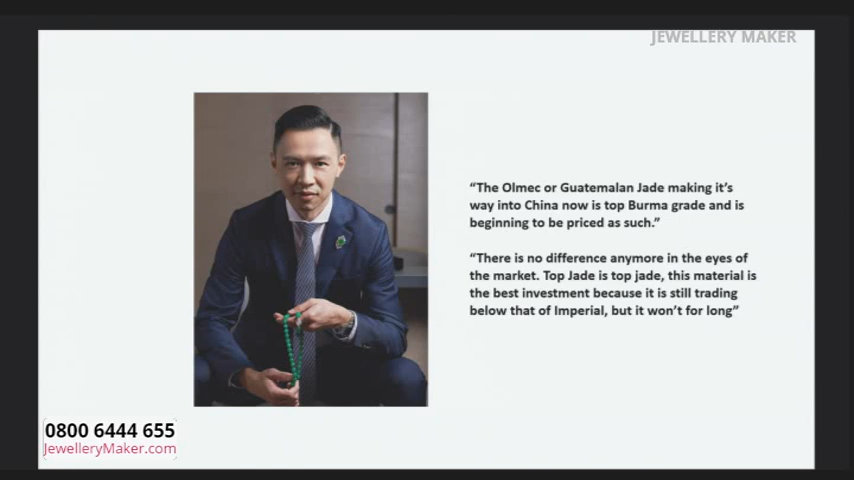 JEWELLERY MAKER
“The Olmec or Guatemalan Jade making it’s
way into China now is top Burma grade and is
beginning to be priced as such.”
“There is no difference anymore in the eyes of
the market. Top Jade is top jade, this material is
the best investment because it is still trading
below that of Imperial, but it won’t for long”
0800 6444 655
JewelleryMaker.com